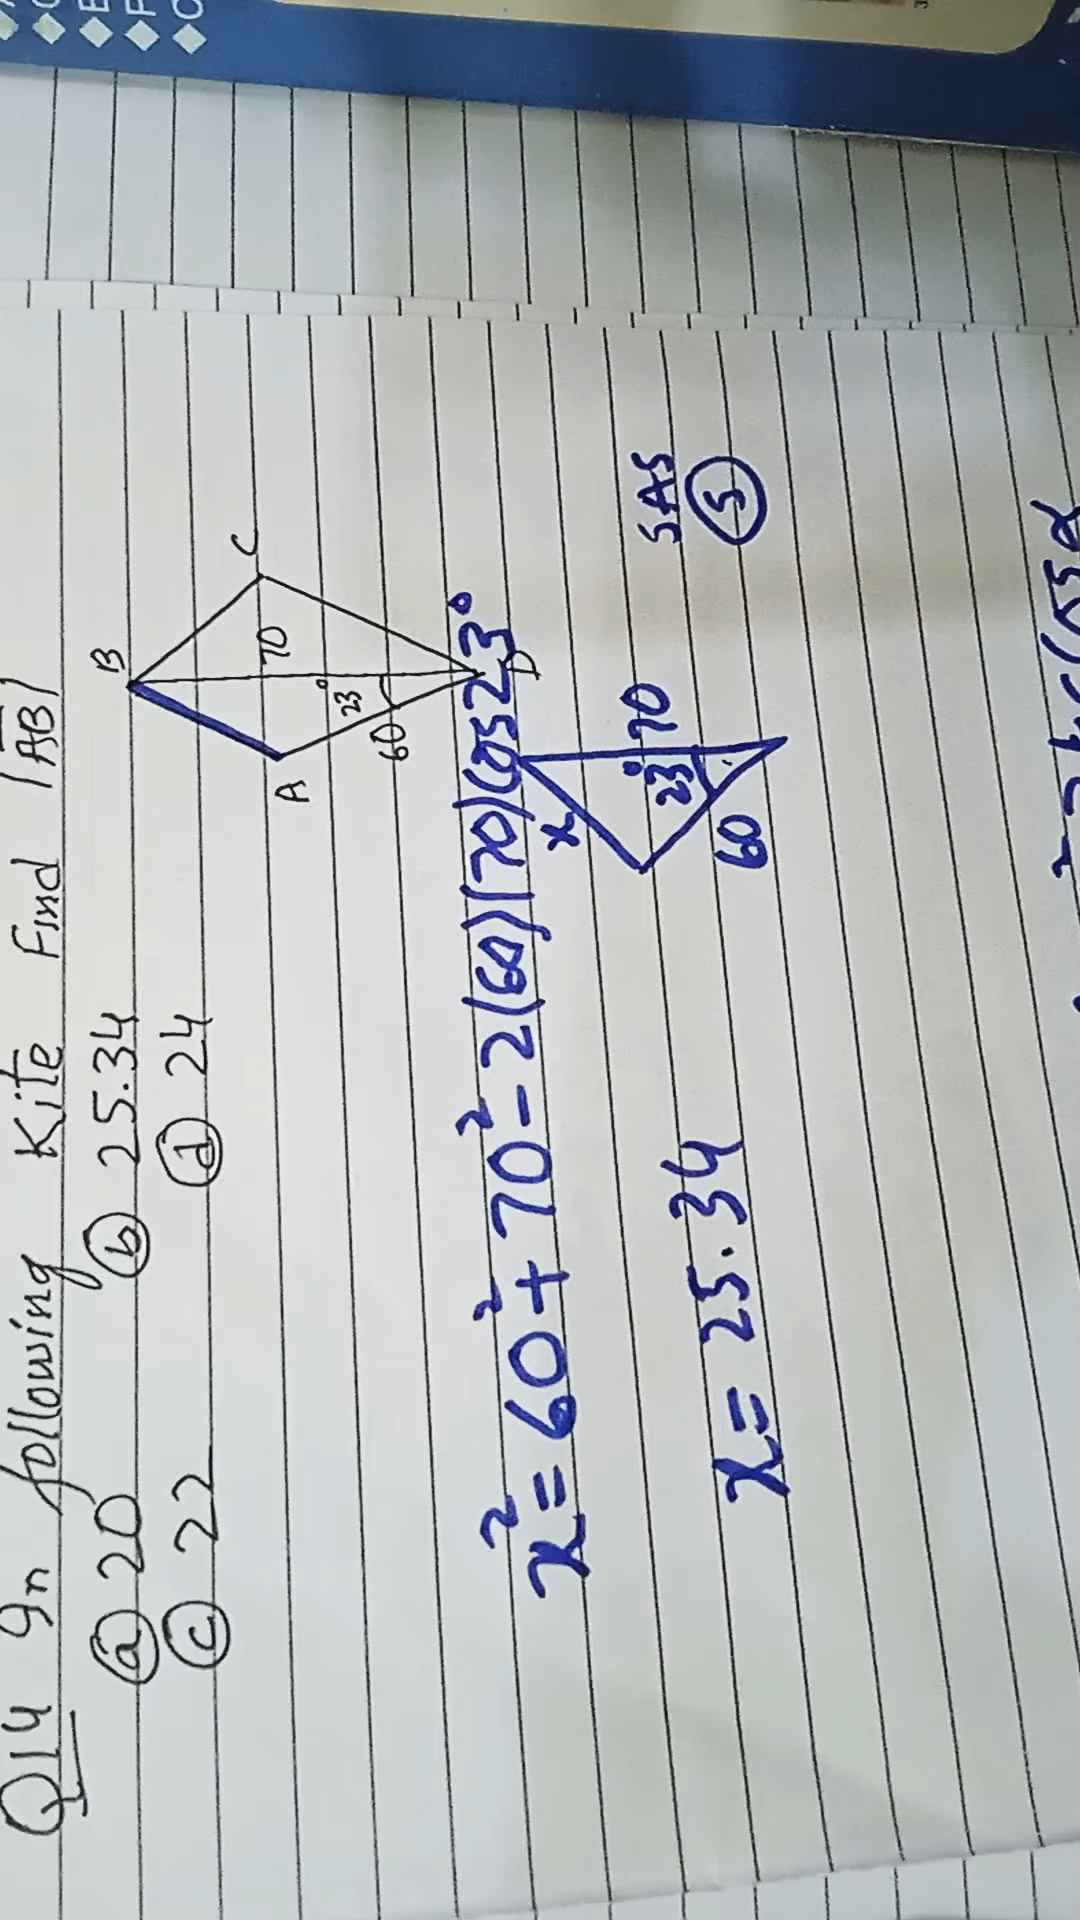 Q14 In following Kite Find |AB|
ⓐ 20 ⓑ 25.34
ⓒ 22 ⓓ 24
B
C
A
D
70
23°
60
x² = 60² + 70² - 2(60)(70)cos23°
x = 25.34
x
23°
70
60
SAS
⑤